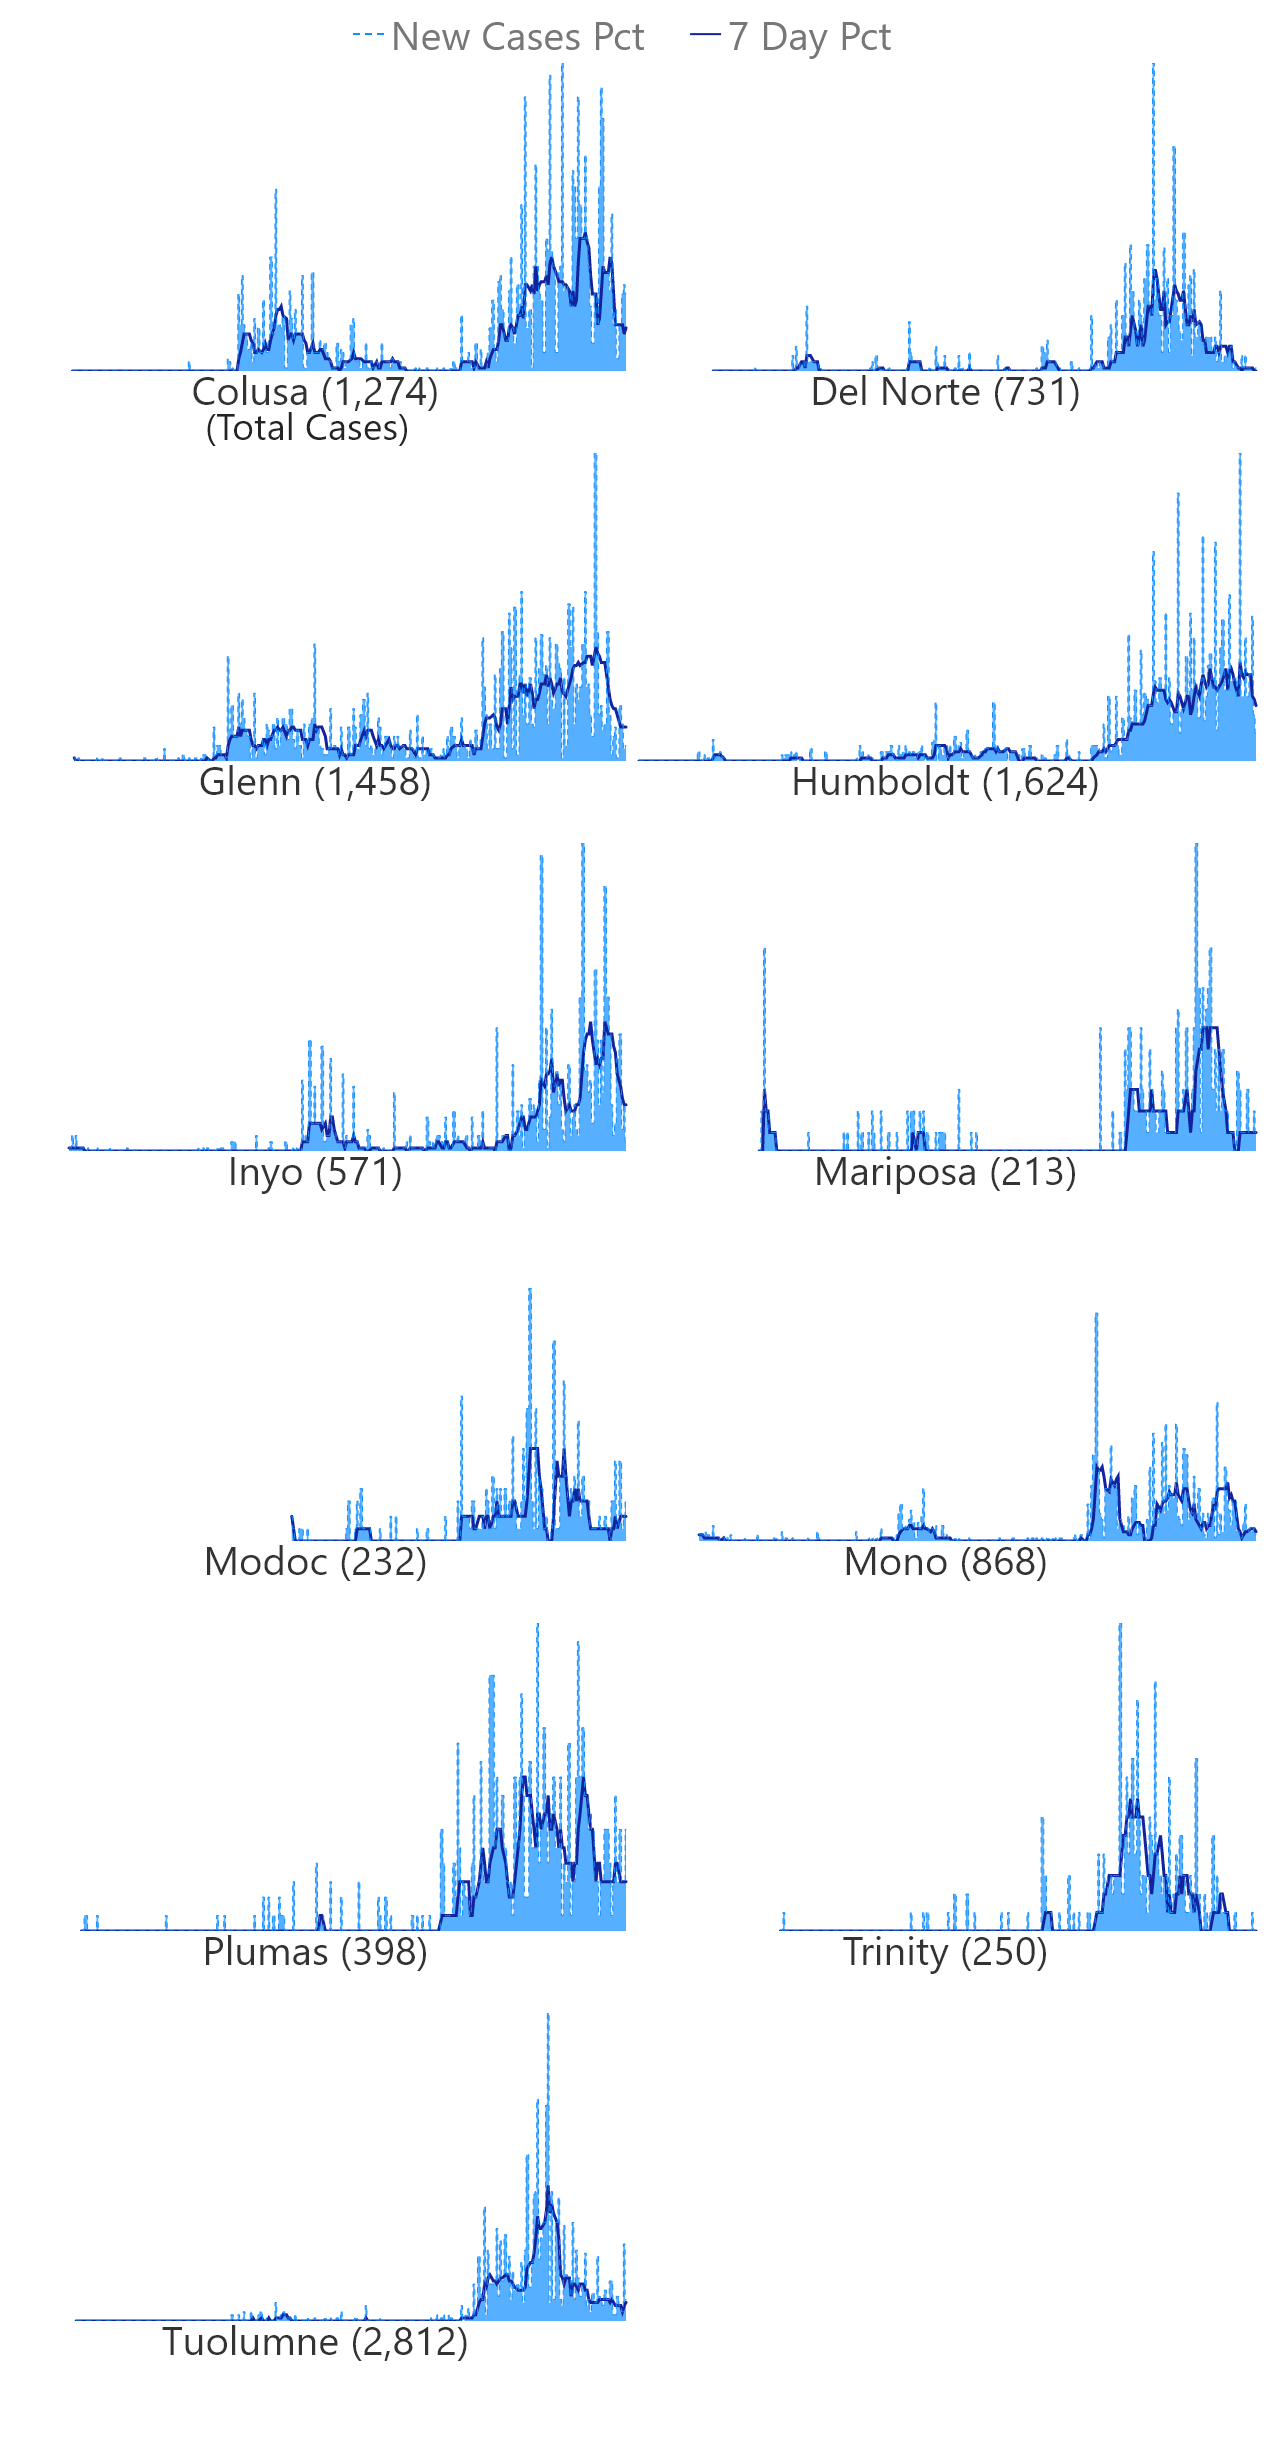 New Cases Pct 7 Day Pct
Colusa (1,274) Del Norte (731)
(Total Cases)
Glenn (1,458) Humboldt (1,624)
Inyo (571) Mariposa (213)
Modoc (232) Mono (868)
Plumas (398) Trinity (250)
Tuolumne (2,812)